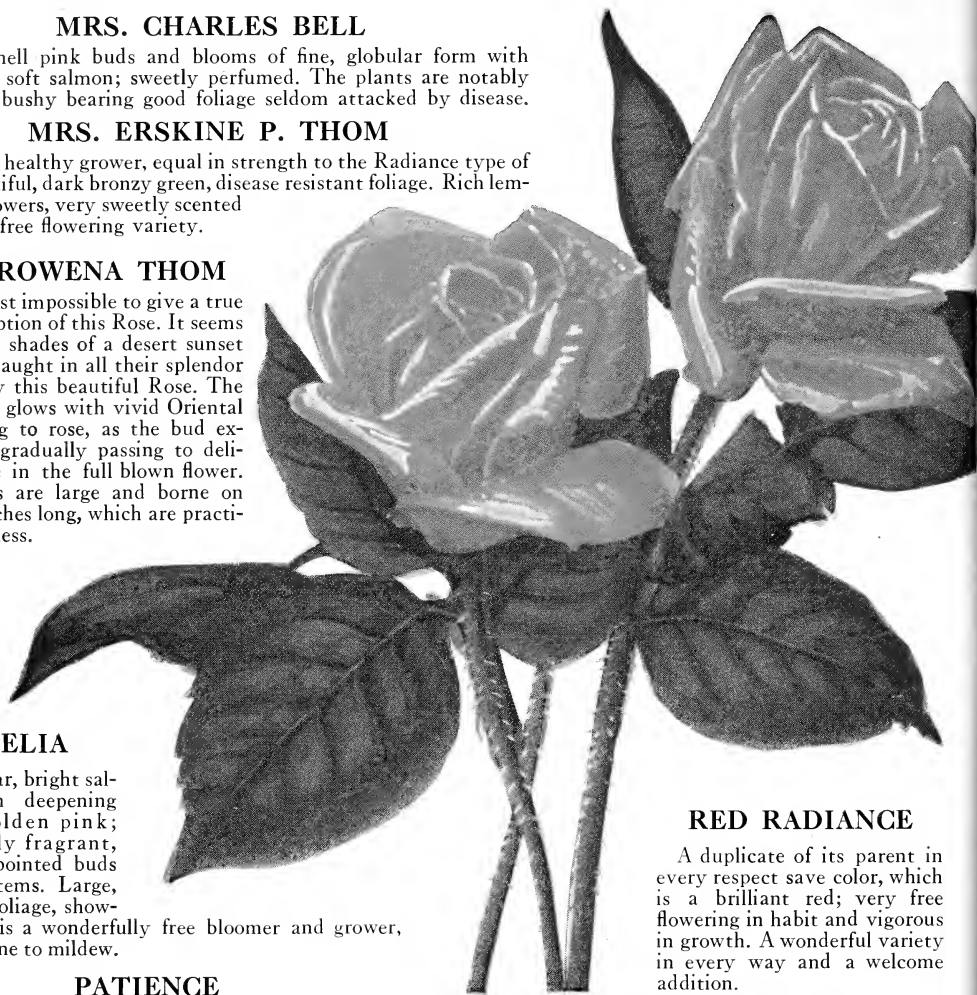 MRS. CHARLES BELL
hell pink buds and blooms of fine, globular form with
soft salmon; sweetly perfumed. The plants are notably
bushy bearing good foliage seldom attacked by disease.
MRS. ERSKINE P. THOM
healthy grower, equal in strength to the Radiance type of
iful, dark bronzy green, disease resistant foliage. Rich lem-
owers, very sweetly scented
free flowering variety.
ROWENA THOM
st impossible to give a true
ption of this Rose. It seems
shades of a desert sunset
aught in all their splendor
y this beautiful Rose. The
glows with vivid Oriental
g to rose, as the bud ex-
gradually passing to deli-
in the full blown flower.
s are large and borne on
ches long, which are practi-
ess.
ELIA
ar, bright sal-
n deepening
olden pink;
ly fragrant,
pointed buds
tems. Large,
oliage, show-
is a wonderfully free bloomer and grower,
ne to mildew.
PATIENCE
RED RADIANCE
A duplicate of its parent in
every respect save color, which
is a brilliant red; very free
flowering in habit and vigorous
in growth. A wonderful variety
in every way and a welcome
addition.